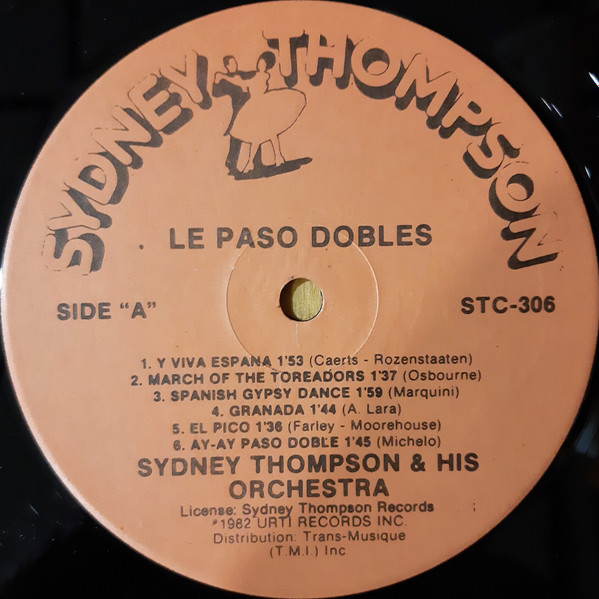 SYDNEY THOMPSON
. LE PASO DOBLES
SIDE "A"
STC-306
1. Y VIVA ESPANA 1'53 (Caerts - Rozenstaaten)
2. MARCH OF THE TOREADORS 1'37 (Osbourne)
3. SPANISH GYPSY DANCE 1'59 (Marquini)
4. GRANADA 1'44 (A. Lara)
5. EL PICO 1'36 (Farley - Moorehouse)
6. AY-AY PASO DOBLE 1'45 (Michelo)
SYDNEY THOMPSON & HIS
ORCHESTRA
License: Sydney Thompson Records
®1982 URTI RECORDS INC.
Distribution: Trans-Musique
(T.M.I.) Inc